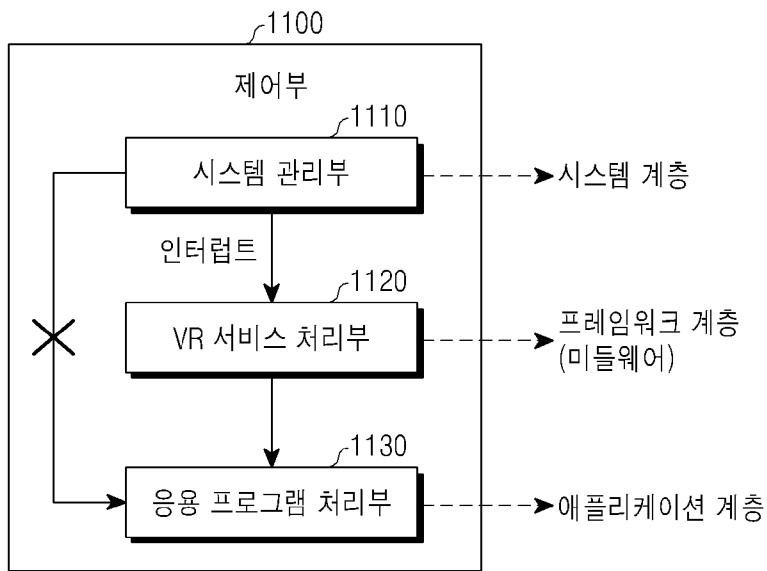 1100
제어부
1110
시스템 관리부
시스템 계층
인터럽트
1120
VR 서비스 처리부
프레임워크 계층
(미들웨어)
1130
응용 프로그램 처리부
애플리케이션 계층